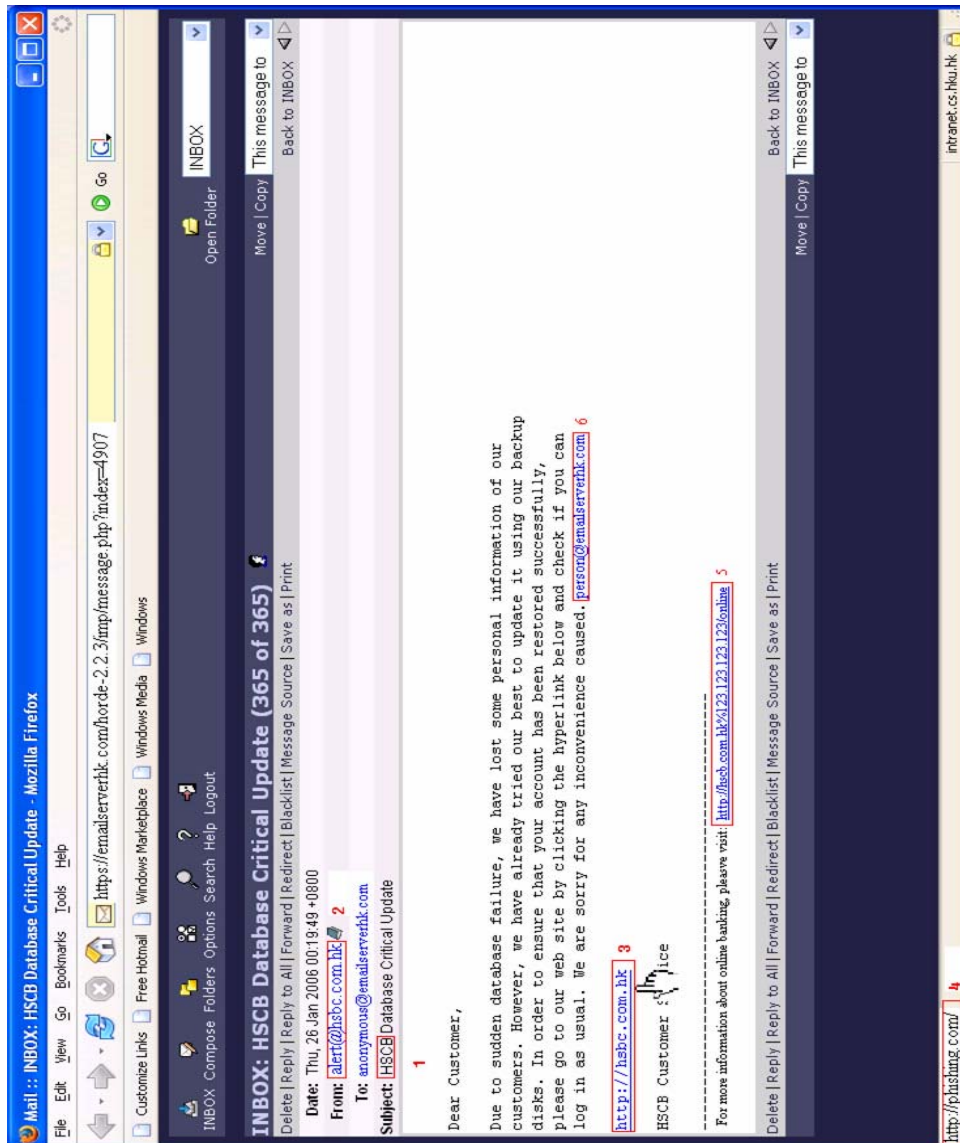 Mail :: INBOX: HSCB Database Critical Update - Mozilla Firefox
File Edit View Go Bookmarks Tools Help
https://emailserverhk.com/horde-2.2.3/imp/message.php?index=4907 Go G
Customize Links Free Hotmail Windows Marketplace Windows Media Windows
INBOX Compose Folders Options Search Help Logout Open Folder INBOX
INBOX: HSCB Database Critical Update (365 of 365) Move | Copy This message to
Delete | Reply | Reply to All | Forward | Redirect | Blacklist | Message Source | Save as | Print Back to INBOX
Date: Thu, 26 Jan 2006 00:19:49 +0800
From: alert@hsbc.com.hk 2
To: anonymous@emailserverhk.com
Subject: HSCB Database Critical Update
1
Dear Customer,
Due to sudden database failure, we have lost some personal information of our
customers. However, we have already tried our best to update it using our backup
disks. In order to ensure that your account has been restored successfully,
please go to our web site by clicking the hyperlink below and check if you can
log in as usual. We are sorry for any inconvenience caused. person@emailserverhk.com 6
http://hsbc.com.hk 3
HSCB Customer s ice
For more information about online banking, pleasve visit: http://hscb.com.hk%123.123.123.123/online 5
Delete | Reply | Reply to All | Forward | Redirect | Blacklist | Message Source | Save as | Print Back to INBOX
Move | Copy This message to
http://phishing.com/ 4 intranet.cs.hku.hk